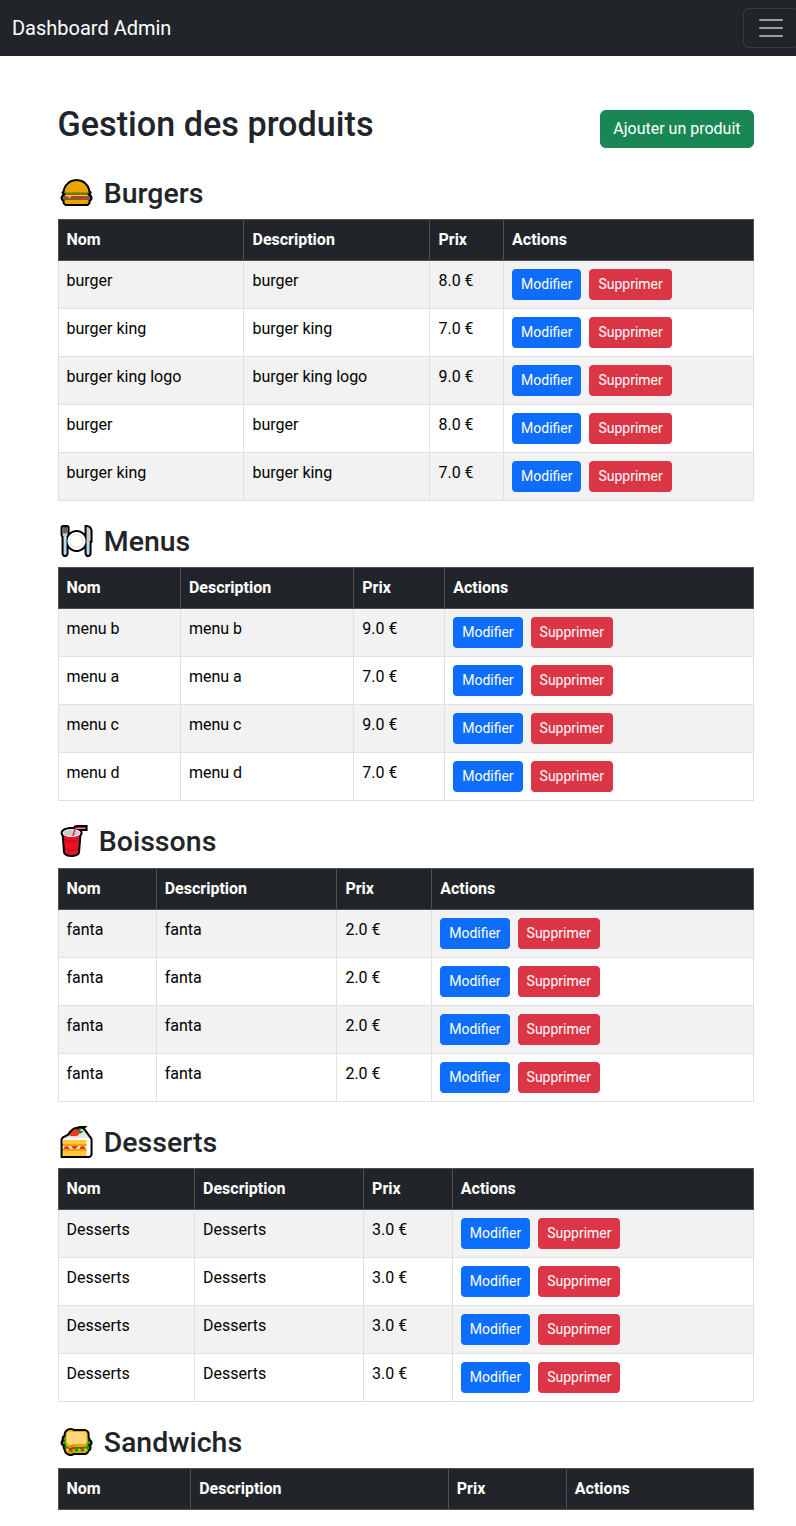 Dashboard Admin
Gestion des produits
Ajouter un produit
Burgers
Nom Description Prix Actions
burger burger 8.0 € Modifier Supprimer
burger king burger king 7.0 € Modifier Supprimer
burger king logo burger king logo 9.0 € Modifier Supprimer
burger burger 8.0 € Modifier Supprimer
burger king burger king 7.0 € Modifier Supprimer
Menus
Nom Description Prix Actions
menu b menu b 9.0 € Modifier Supprimer
menu a menu a 7.0 € Modifier Supprimer
menu c menu c 9.0 € Modifier Supprimer
menu d menu d 7.0 € Modifier Supprimer
Boissons
Nom Description Prix Actions
fanta fanta 2.0 € Modifier Supprimer
fanta fanta 2.0 € Modifier Supprimer
fanta fanta 2.0 € Modifier Supprimer
fanta fanta 2.0 € Modifier Supprimer
Desserts
Nom Description Prix Actions
Desserts Desserts 3.0 € Modifier Supprimer
Desserts Desserts 3.0 € Modifier Supprimer
Desserts Desserts 3.0 € Modifier Supprimer
Desserts Desserts 3.0 € Modifier Supprimer
Sandwichs
Nom Description Prix Actions